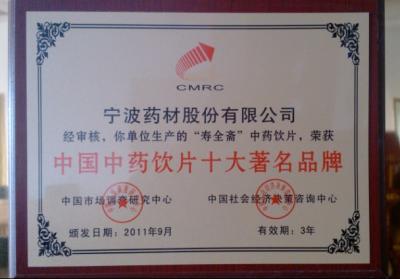 CMRC
宁波药材股份有限公司
经审核，你单位生产的“寿全斋”中药饮片，荣获
中国中药饮片十大著名品牌
中国市场调查研究中心 中国社会经济决策咨询中心
颁发日期：2011年9月 有效期：3年